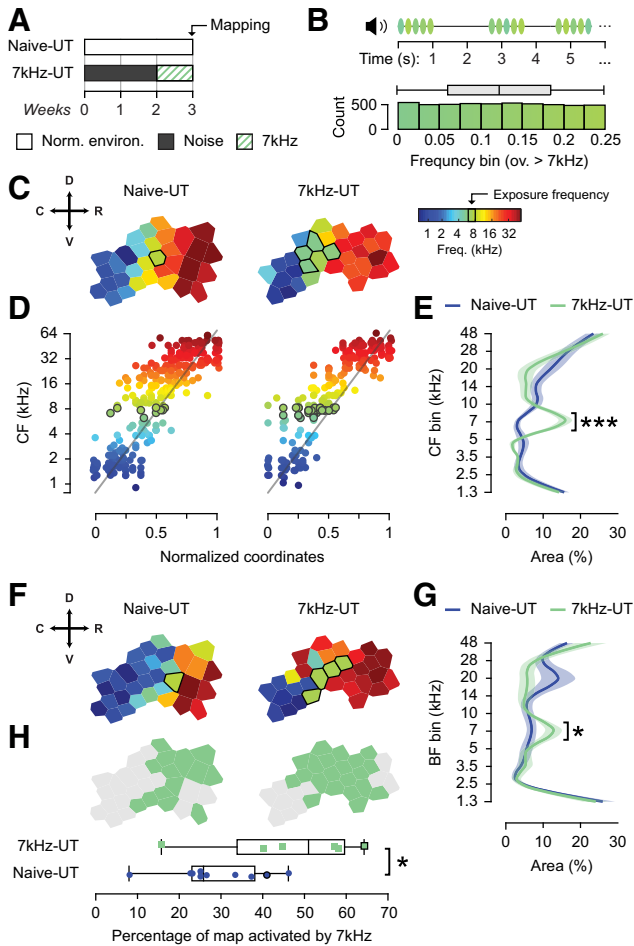 A
Mapping
Naive-UT
7kHz-UT
Weeks 0 1 2 3
Norm. environ. Noise 7kHz
B
Time (s): 1 2 3 4 5 ...
...
Count
500
0
0 0.05 0.1 0.15 0.2 0.25
Frequncy bin (ov. > 7kHz)
C
D
C R
V
Naive-UT
7kHz-UT
Exposure frequency
1 2 4 8 16 32
Freq. (kHz)
D
CF (kHz)
64
32
16
8
4
2
1
0 0.5 1
0 0.5 1
Normalized coordinates
E
Naive-UT 7kHz-UT
CF bin (kHz)
48
28
20
14
10
7
5
3.5
2.5
1.3
***
0 10 20 30
Area (%)
F
D
C R
V
Naive-UT
7kHz-UT
G
Naive-UT 7kHz-UT
BF bin (kHz)
48
28
20
14
10
7
5
3.5
2.5
1.3
*
0 10 20 30
Area (%)
H
7kHz-UT
Naive-UT
*
0 10 20 30 40 50 60 70
Percentage of map activated by 7kHz